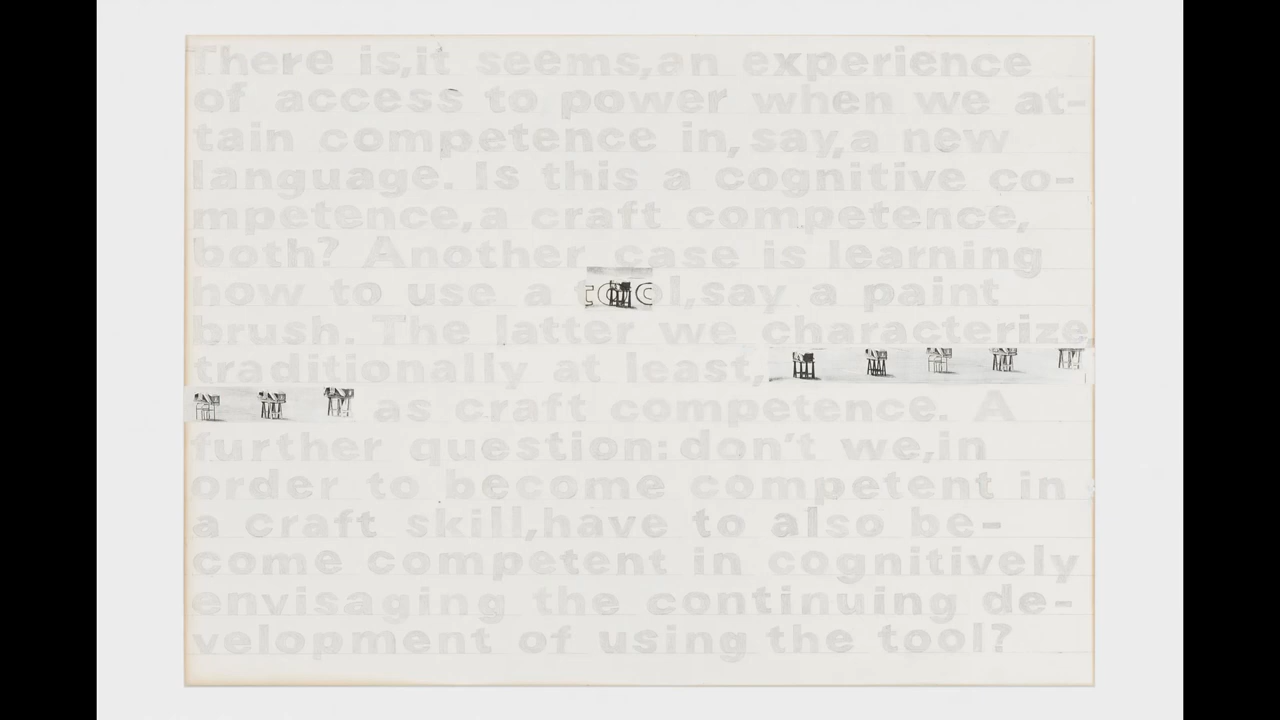 There is,it seems,an experience
of access to power when we at-
tain competence in,say,a new
language. Is this a cognitive co-
mpetence,a craft competence,
both? Another case is learning
how to use a tool,say a paint
brush. The latter we characterize
traditionally at least,
as craft competence. A
further question: don't we,in
order to become competent in
a craft skill,have to also be-
come competent in cognitively
envisaging the continuing de-
velopment of using the tool?